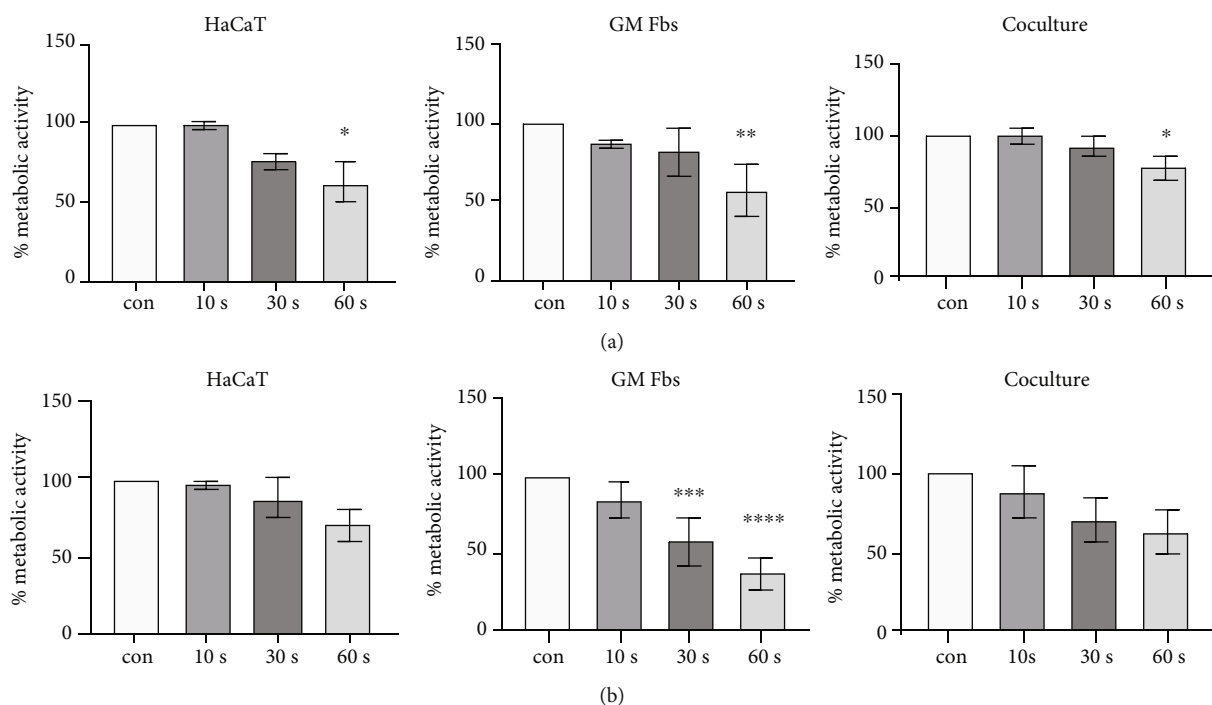 HaCaT
150
100
50
0
% metabolic activity
*
con 10 s 30 s 60 s
GM Fbs
150
100
50
0
% metabolic activity
**
con 10 s 30 s 60 s
Coculture
150
100
50
0
% metabolic activity
*
con 10 s 30 s 60 s
(a)
HaCaT
150
100
50
0
% metabolic activity
con 10 s 30 s 60 s
GM Fbs
150
100
50
0
% metabolic activity
***
****
con 10 s 30 s 60 s
Coculture
150
100
50
0
% metabolic activity
con 10s 30 s 60 s
(b)